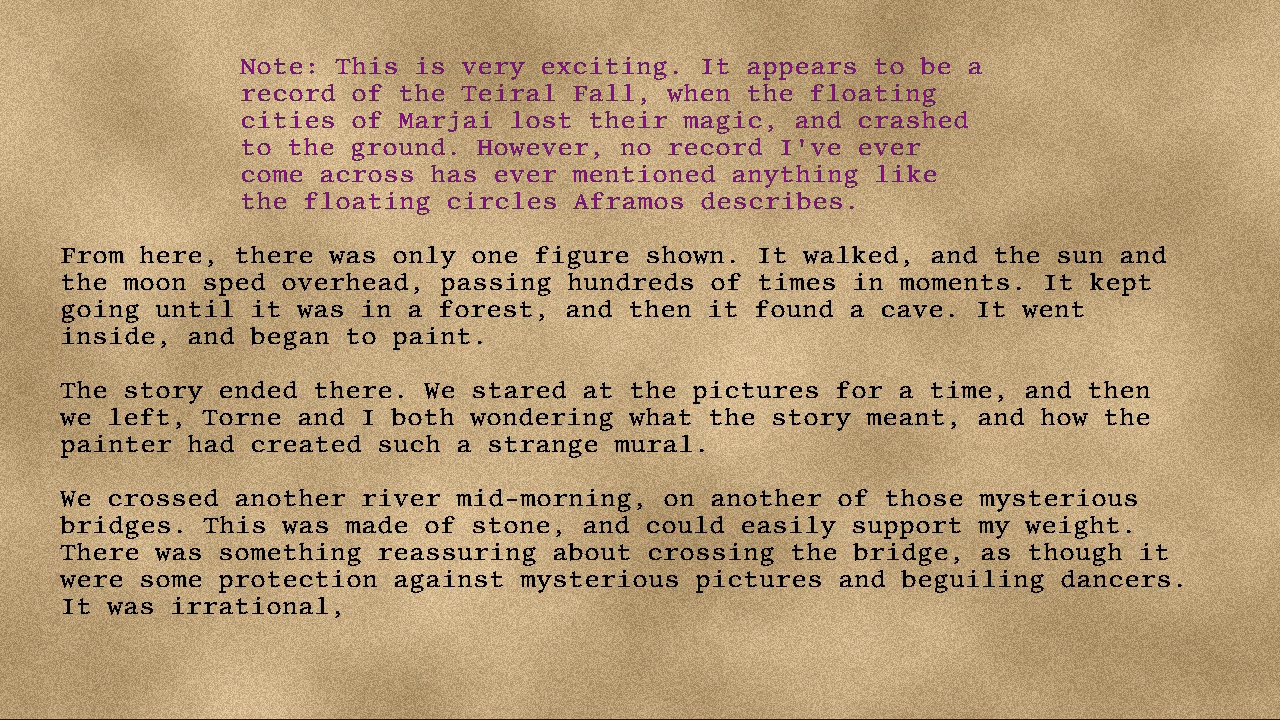 Note: This is very exciting. It appears to be a
record of the Teiral Fall, when the floating
cities of Marjai lost their magic, and crashed
to the ground. However, no record I've ever
come across has ever mentioned anything like
the floating circles Aframos describes.
From here, there was only one figure shown. It walked, and the sun and
the moon sped overhead, passing hundreds of times in moments. It kept
going until it was in a forest, and then it found a cave. It went
inside, and began to paint.
The story ended there. We stared at the pictures for a time, and then
we left, Torne and I both wondering what the story meant, and how the
painter had created such a strange mural.
We crossed another river mid-morning, on another of those mysterious
bridges. This was made of stone, and could easily support my weight.
There was something reassuring about crossing the bridge, as though it
were some protection against mysterious pictures and beguiling dancers.
It was irrational,